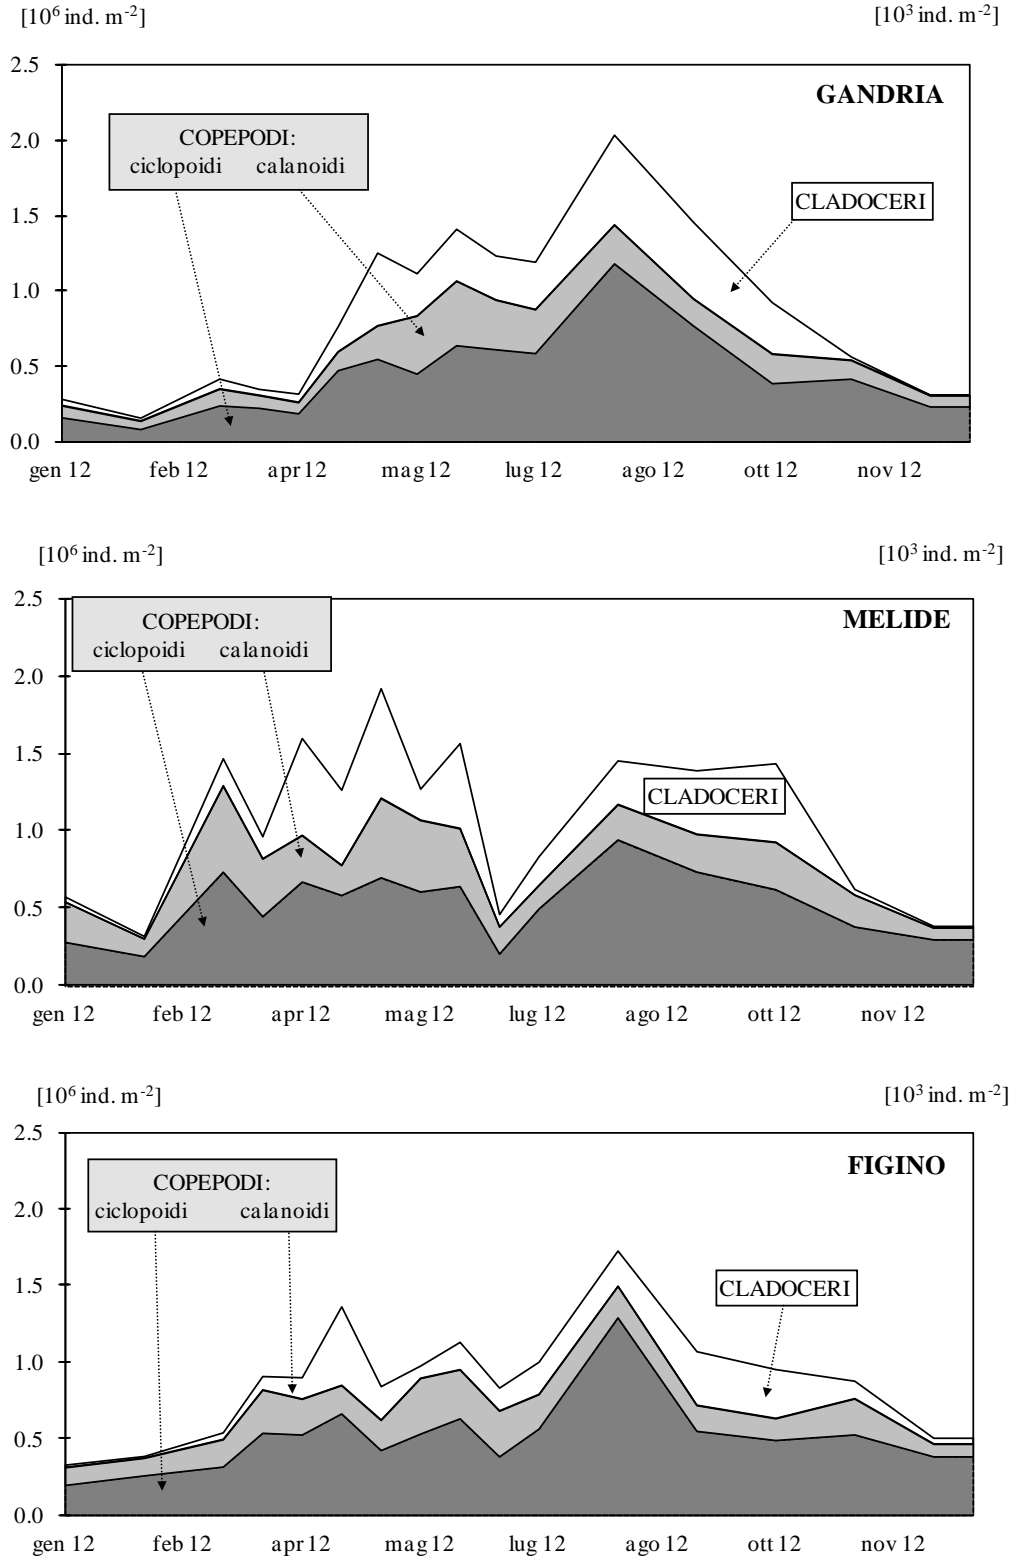 [10⁶ ind. m⁻²] [10³ ind. m⁻²]
2.5
GANDRIA
COPEPODI:
2.0
ciclopoidi calanoidi
CLADOCERI
1.5
1.0
0.5
0.0
gen 12 feb 12 apr 12 mag 12 lug 12 ago 12 ott 12 nov 12
[10⁶ ind. m⁻²] [10³ ind. m⁻²]
2.5
COPEPODI:
MELIDE
ciclopoidi calanoidi
2.0
1.5
CLADOCERI
1.0
0.5
0.0
gen 12 feb 12 apr 12 mag 12 lug 12 ago 12 ott 12 nov 12
[10⁶ ind. m⁻²] [10³ ind. m⁻²]
2.5
FIGINO
COPEPODI:
2.0
ciclopoidi calanoidi
1.5
CLADOCERI
1.0
0.5
0.0
gen 12 feb 12 apr 12 mag 12 lug 12 ago 12 ott 12 nov 12